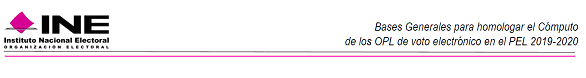 INE
Instituto Nacional Electoral
ORGANIZACIÓN ELECTORAL
Bases Generales para homologar el Cómputo
de los OPL de voto electrónico en el PEL 2019-2020